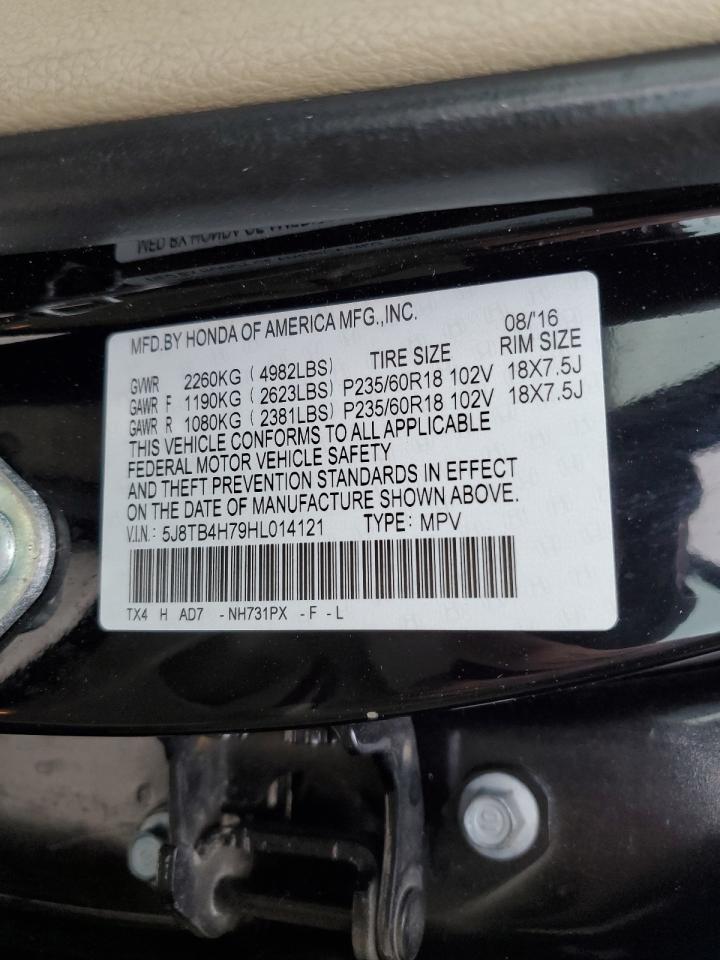 MFD.BY HONDA OF AMERICA MFG.,INC. 08/'16
TIRE SIZE RIM SIZE
GVWR 2260KG (4982LBS)
GAWR F 1190KG (2623LBS) P235/60R18 102V 18X7.5J
GAWR R 1080KG (2381LBS) P235/60R18 102V 18X7.5J
THIS VEHICLE CONFORMS TO ALL APPLICABLE
FEDERAL MOTOR VEHICLE SAFETY
AND THEFT PREVENTION STANDARDS IN EFFECT
ON THE DATE OF MANUFACTURE SHOWN ABOVE.
V.I.N.: 5J8TB4H79HL014121 TYPE: MPV
TX4 H AD7 -NH731PX -F -L